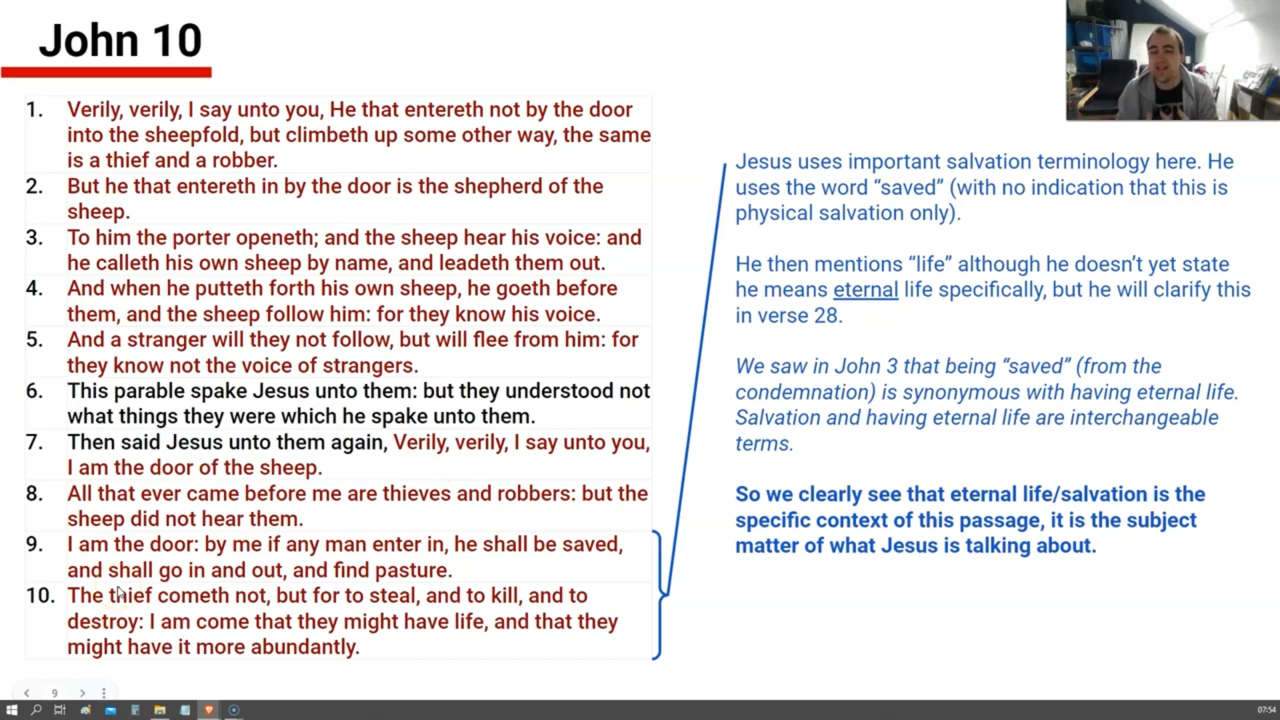 John 10
1. Verily, verily, I say unto you, He that entereth not by the door
into the sheepfold, but climbeth up some other way, the same
is a thief and a robber.
2. But he that entereth in by the door is the shepherd of the
sheep.
3. To him the porter openeth; and the sheep hear his voice: and
he calleth his own sheep by name, and leadeth them out.
4. And when he putteth forth his own sheep, he goeth before
them, and the sheep follow him: for they know his voice.
5. And a stranger will they not follow, but will flee from him: for
they know not the voice of strangers.
6. This parable spake Jesus unto them: but they understood not
what things they were which he spake unto them.
7. Then said Jesus unto them again, Verily, verily, I say unto you,
I am the door of the sheep.
8. All that ever came before me are thieves and robbers: but the
sheep did not hear them.
9. I am the door: by me if any man enter in, he shall be saved,
and shall go in and out, and find pasture.
10. The thief cometh not, but for to steal, and to kill, and to
destroy: I am come that they might have life, and that they
might have it more abundantly.
Jesus uses important salvation terminology here. He
uses the word “saved” (with no indication that this is
physical salvation only).
He then mentions “life” although he doesn’t yet state
he means eternal life specifically, but he will clarify this
in verse 28.
We saw in John 3 that being “saved” (from the
condemnation) is synonymous with having eternal life.
Salvation and having eternal life are interchangeable
terms.
So we clearly see that eternal life/salvation is the
specific context of this passage, it is the subject
matter of what Jesus is talking about.
9
07:54